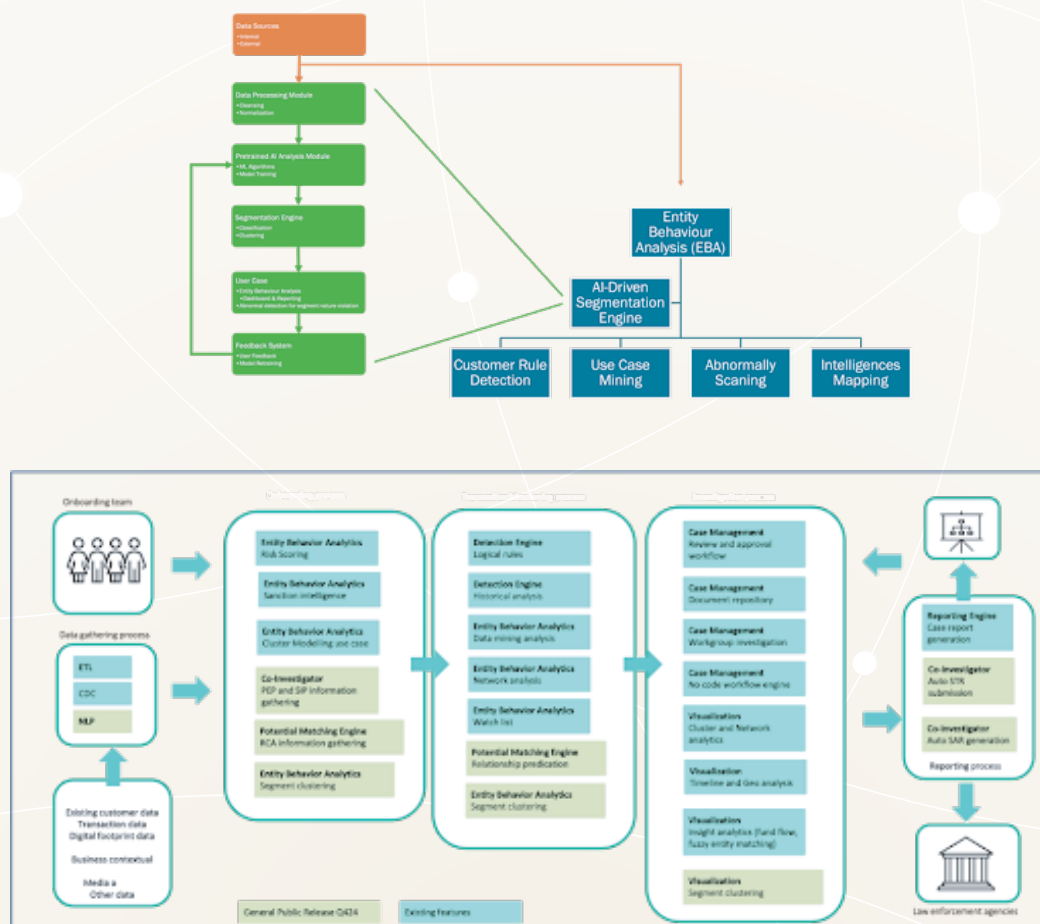 Data Sources
•Internal
•External
Data Processing Module
•Cleansing
•Normalization
Pretrained AI Analysis Module
•ML Algorithms
•Model Training
Segmentation Engine
•Classification
•Clustering
User Case
•Entity Behaviour Analysis
•Dashboard & Reporting
•Abnormal detection for segment nature violation
Feedback System
•User Feedback
•Model Retraining
Entity
Behaviour
Analysis (EBA)
AI-Driven
Segmentation
Engine
Customer Rule
Detection
Use Case
Mining
Abnormally
Scaning
Intelligences
Mapping
Onboarding team
Data gathering process
ETL
CDC
NLP
Existing customer data
Transaction data
Digital footprint data
Business contextual
Media a
Other data
Entity Behavior Analytics
Risk Scoring
Entity Behavior Analytics
Sanction intelligence
Entity Behavior Analytics
Cluster Modelling use case
Co-Investigator
PEP and SIP information
gathering
Potential Matching Engine
RCA information gathering
Entity Behavior Analytics
Segment clustering
Detection Engine
Logical rules
Detection Engine
Historical analysis
Entity Behavior Analytics
Data mining analysis
Entity Behavior Analytics
Network analysis
Entity Behavior Analytics
Watch list
Potential Matching Engine
Relationship predication
Entity Behavior Analytics
Segment clustering
Case Management
Review and approval
workflow
Case Management
Document repository
Case Management
Workgroup investigation
Case Management
No code workflow engine
Visualization
Cluster and Network
analytics
Visualization
Timeline and Geo analysis
Visualization
Insight analytics (fund flow,
fuzzy entity matching)
Visualization
Segment clustering
Reporting Engine
Case report
generation
Co-Investigator
Auto STR
submission
Co-Investigator
Auto SAR generation
Reporting process
Law enforcement agencies
General Public Release Q424
Existing features